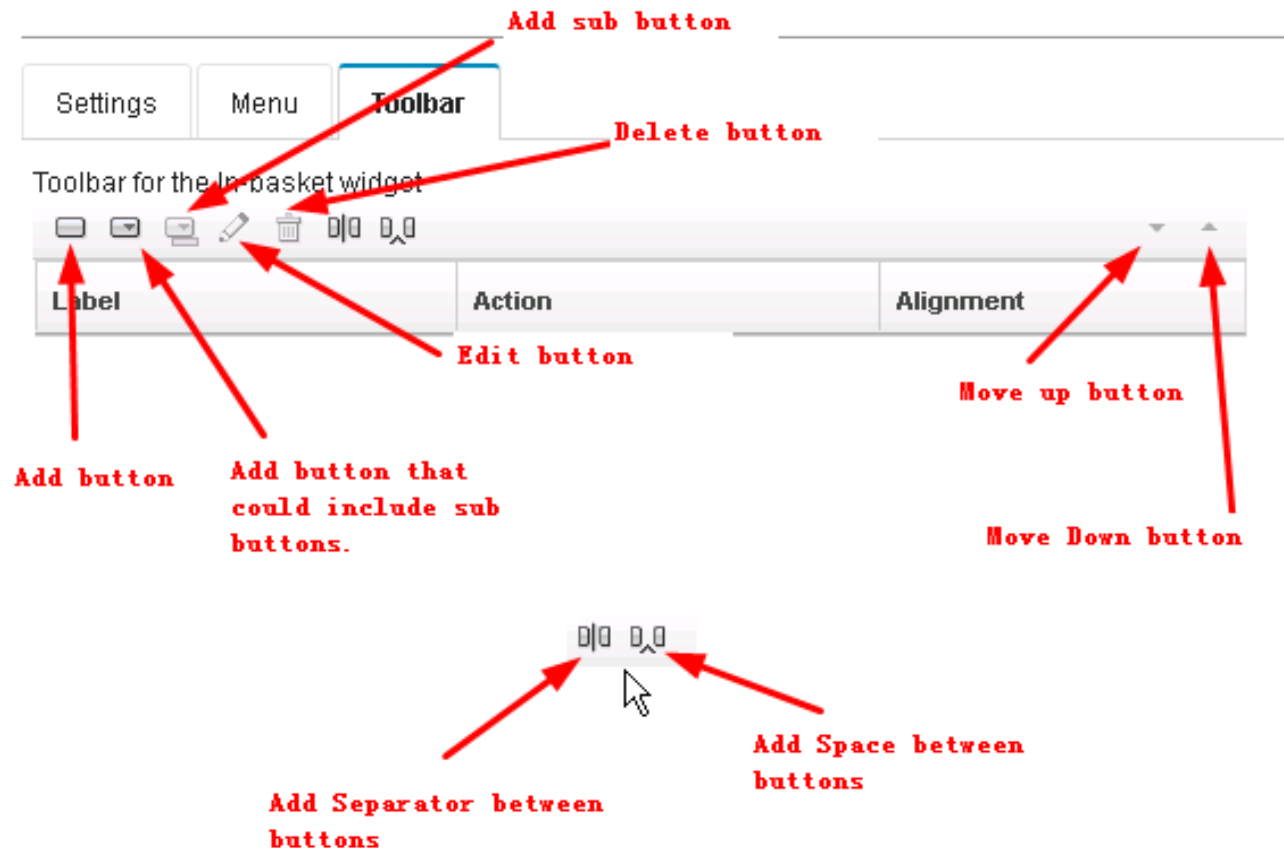 Add sub button
Settings
Menu
Toolbar
Delete button
Toolbar for the In-basket widget
Label
Action
Alignment
Edit button
Move up button
Add button
Add button that
could include sub
buttons.
Move Down button
Add Space between
buttons
Add Separator between
buttons